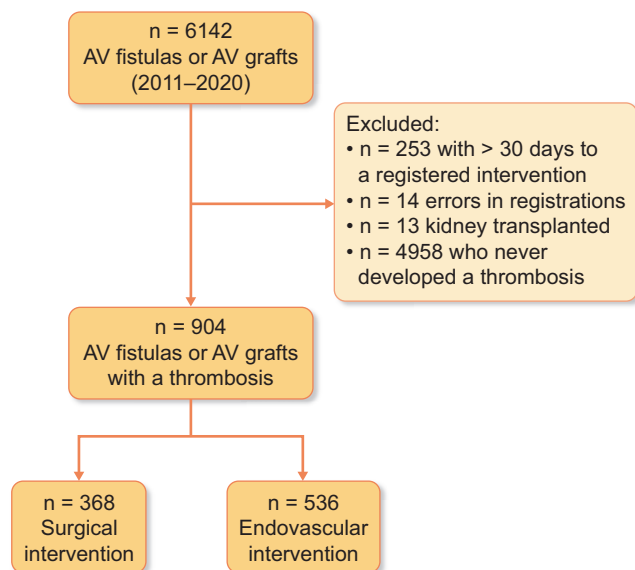 n = 6142
AV fistulas or AV grafts
(2011–2020)
Excluded:
• n = 253 with > 30 days to
a registered intervention
• n = 14 errors in registrations
• n = 13 kidney transplanted
• n = 4958 who never
developed a thrombosis
n = 904
AV fistulas or AV grafts
with a thrombosis
n = 368
Surgical
intervention
n = 536
Endovascular
intervention